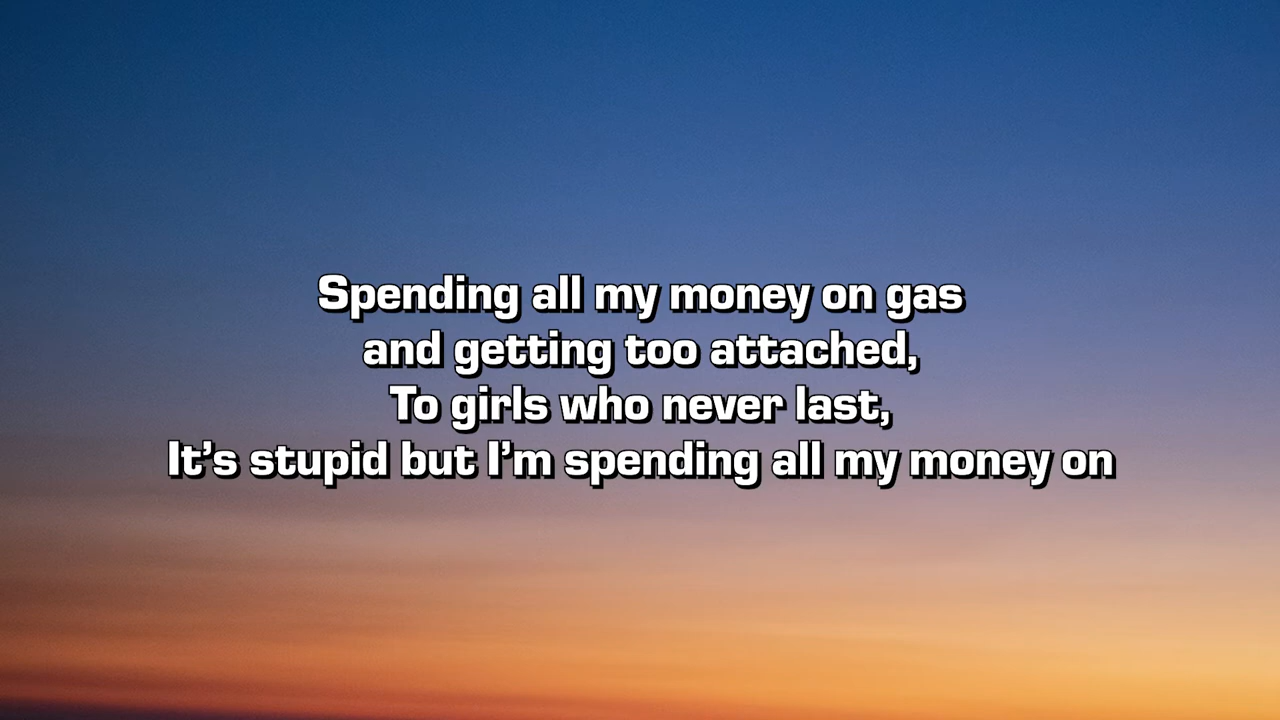 Spending all my money on gas
and getting too attached,
To girls who never last,
It’s stupid but I’m spending all my money on